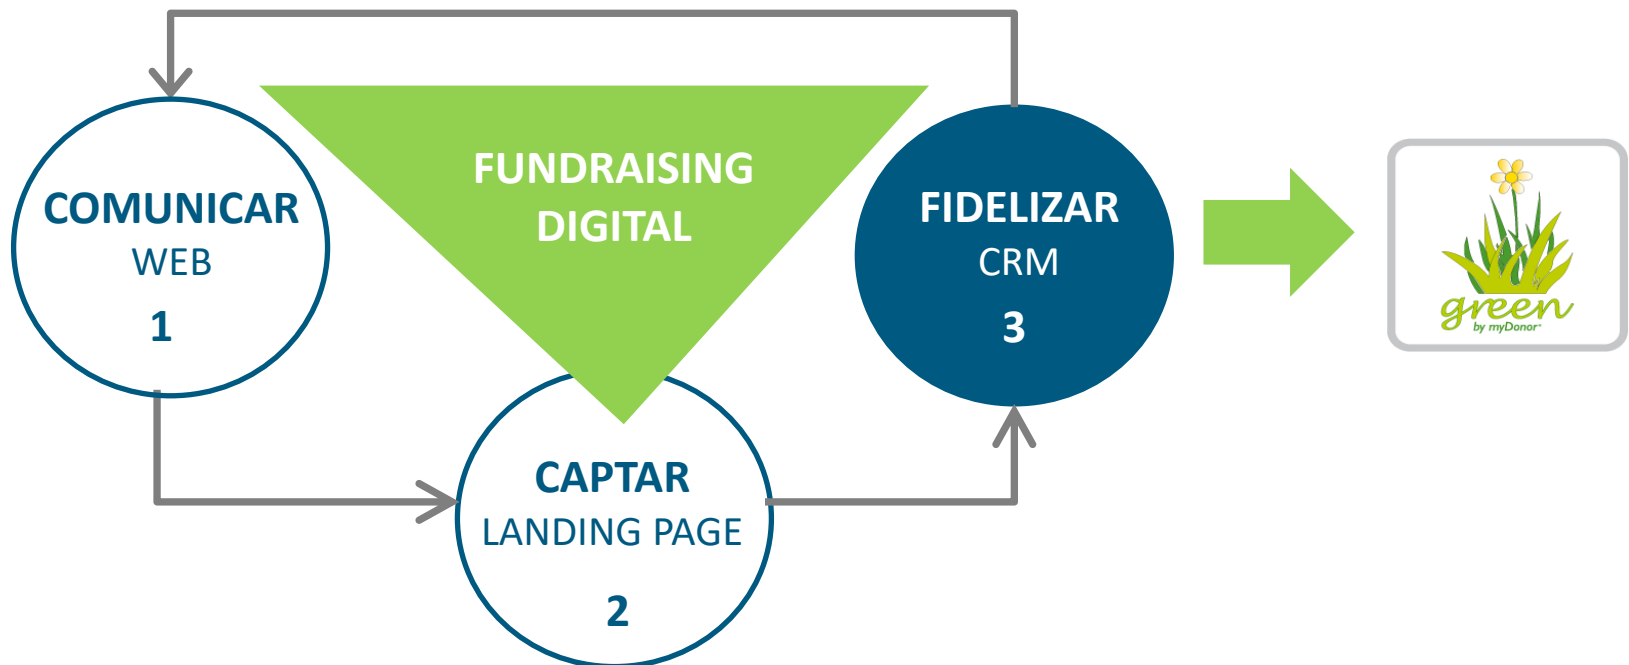 FUNDRAISING
DIGITAL
COMUNICAR
WEB
1
CAPTAR
LANDING PAGE
2
FIDELIZAR
CRM
3
green
by myDonor